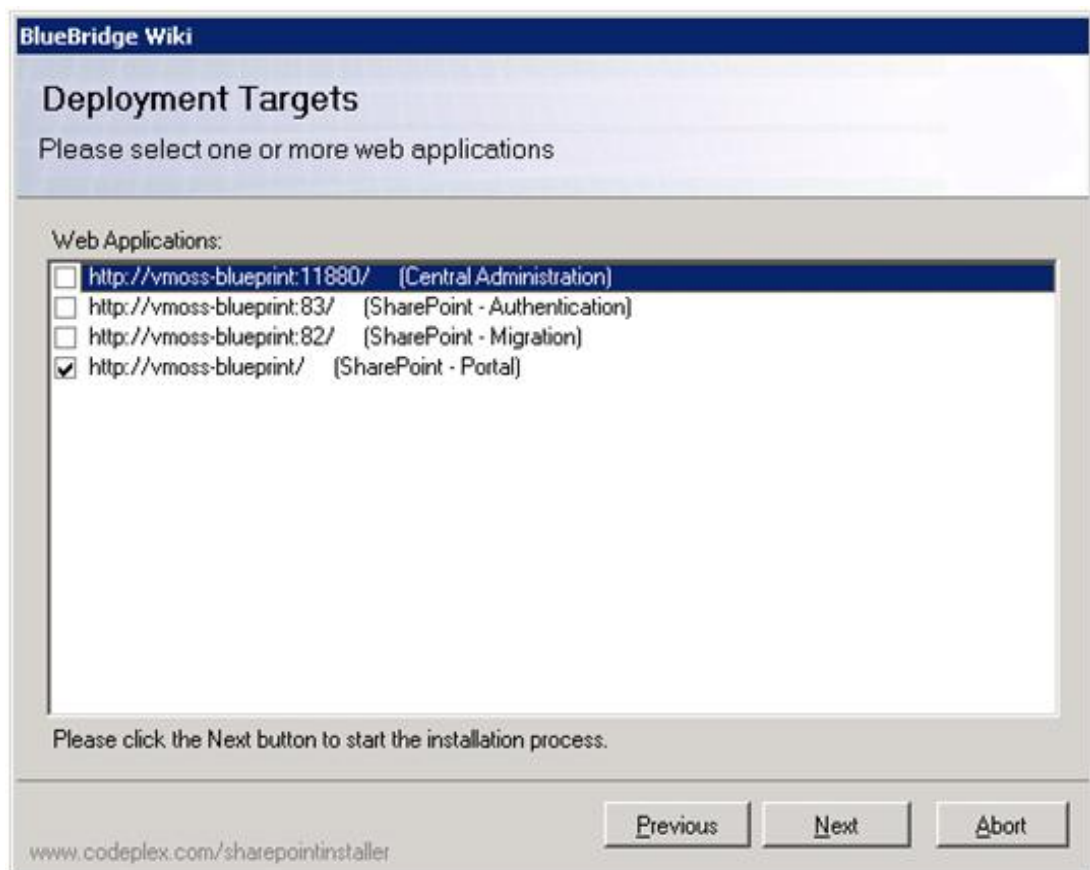 BlueBridge Wiki
Deployment Targets
Please select one or more web applications
Web Applications:
http://vmoss-blueprint:11880/ (Central Administration)
http://vmoss-blueprint:83/ (SharePoint - Authentication)
http://vmoss-blueprint:82/ (SharePoint - Migration)
http://vmoss-blueprint/ (SharePoint - Portal)
Please click the Next button to start the installation process.
Previous Next Abort
www.codeplex.com/sharepointinstaller